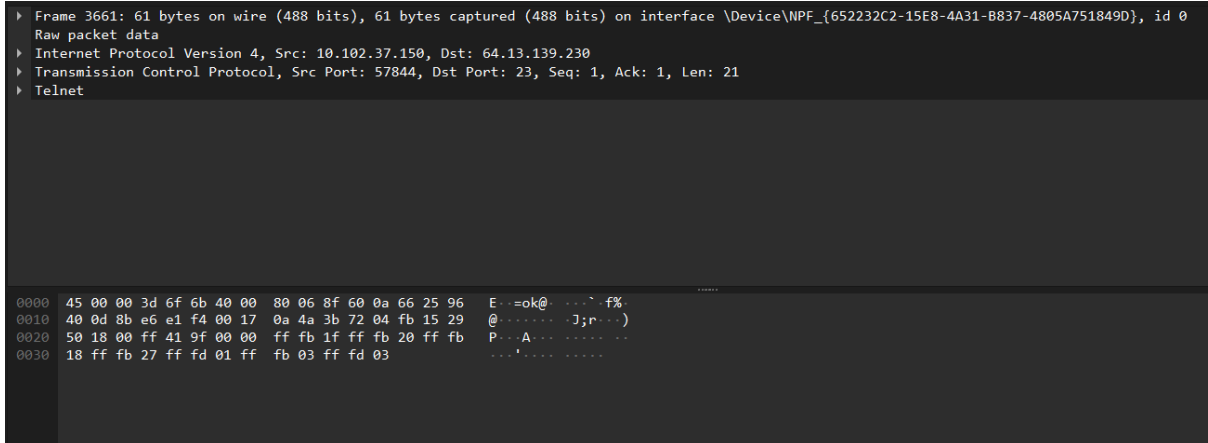 Frame 3661: 61 bytes on wire (488 bits), 61 bytes captured (488 bits) on interface \Device\NPF_{652232C2-15E8-4A31-B837-4805A751849D}, id 0
Raw packet data
Internet Protocol Version 4, Src: 10.102.37.150, Dst: 64.13.139.230
Transmission Control Protocol, Src Port: 57844, Dst Port: 23, Seq: 1, Ack: 1, Len: 21
Telnet
0000 45 00 00 3d 6f 6b 40 00 80 06 8f 60 0a 66 25 96 E··=ok@· ···`·f%·
0010 40 0d 8b e6 e1 f4 00 17 0a 4a 3b 72 04 fb 15 29 @······· ·J;r···)
0020 50 18 00 ff 41 9f 00 00 ff fb 1f ff fb 20 ff fb P···A··· ····· ··
0030 18 ff fb 27 ff fd 01 ff fb 03 ff fd 03 ···'···· ·····